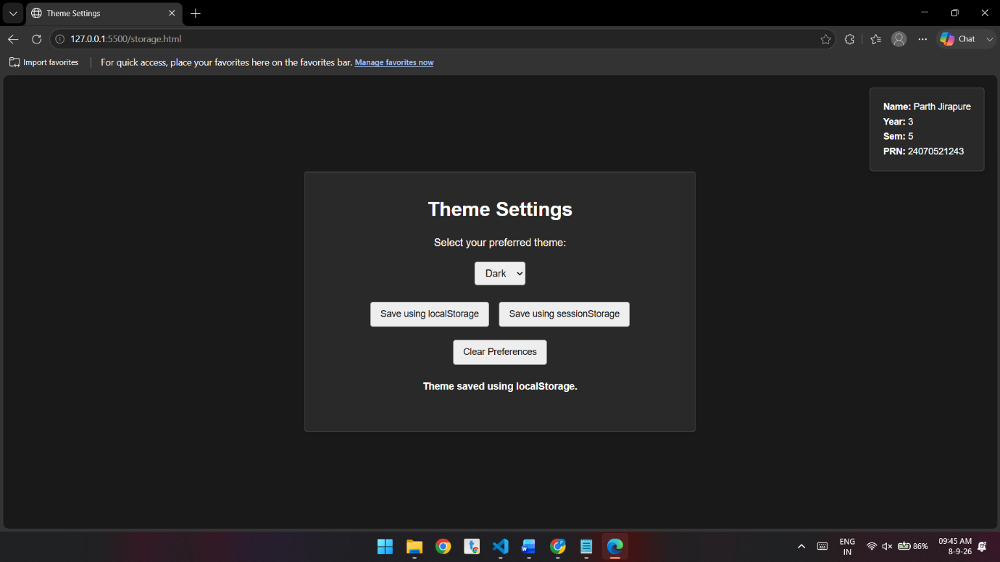 Theme Settings
127.0.0.1:5500/storage.html
Chat
Import favorites
For quick access, place your favorites here on the favorites bar. Manage favorites now
Name: Parth Jirapure
Year: 3
Sem: 5
PRN: 24070521243
Theme Settings
Select your preferred theme:
Dark
Save using localStorage
Save using sessionStorage
Clear Preferences
Theme saved using localStorage.
ENG
IN
86%
09:45 AM
8-9-26